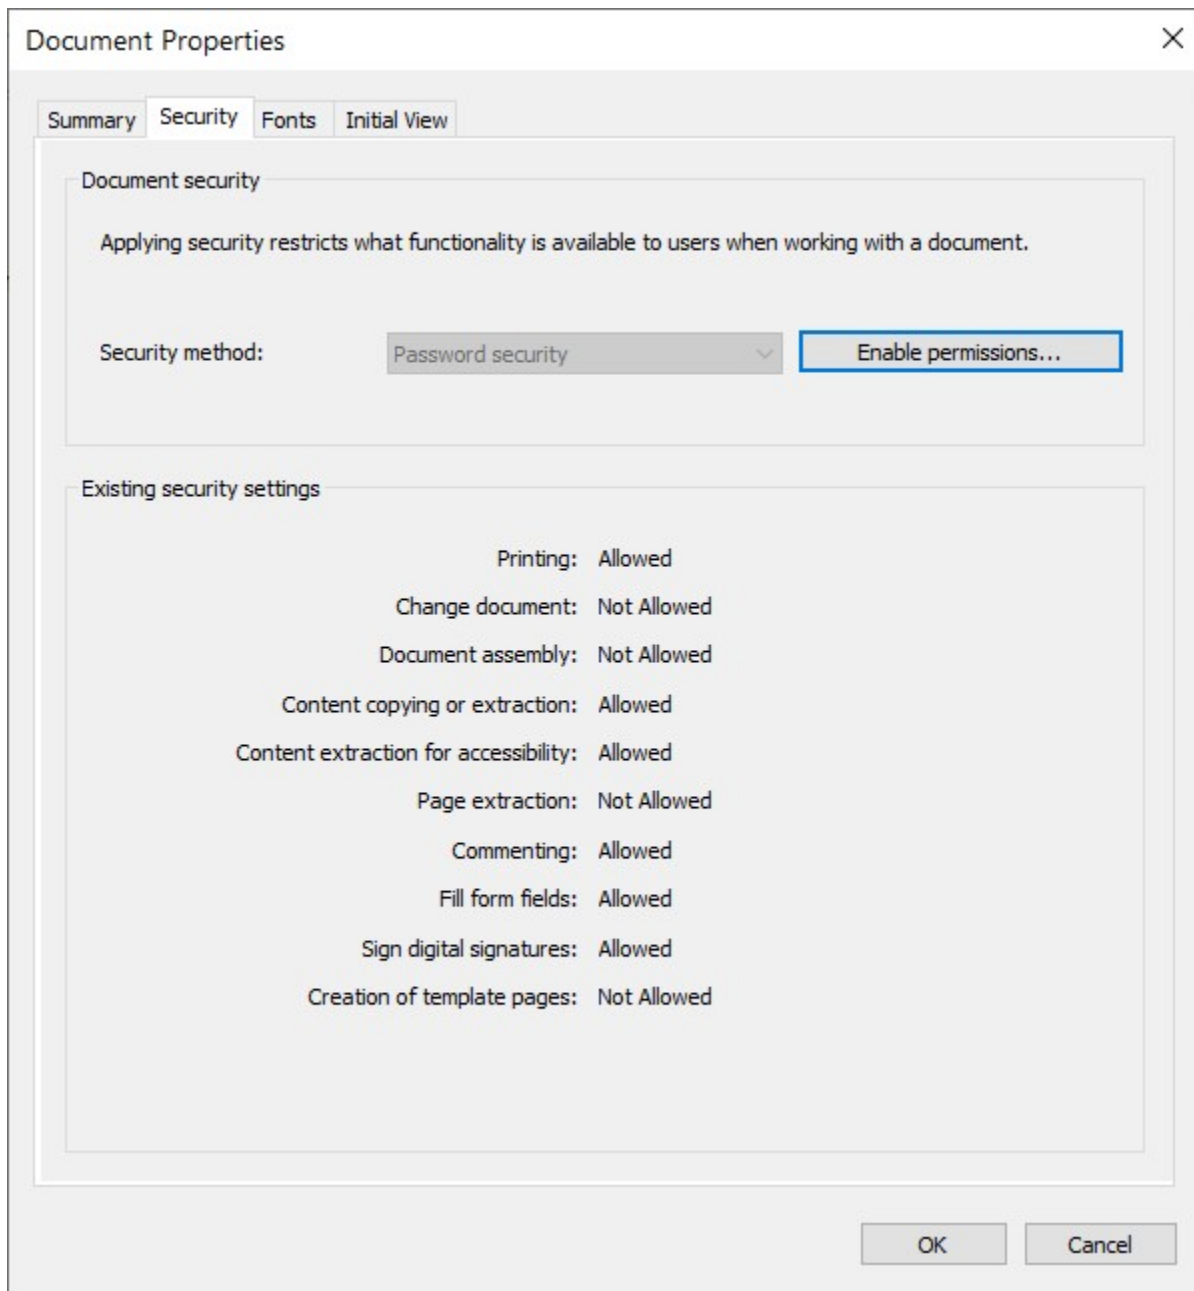 Document Properties
Summary Security Fonts Initial View
Document security
Applying security restricts what functionality is available to users when working with a document.
Security method: Password security Enable permissions...
Existing security settings
Printing: Allowed
Change document: Not Allowed
Document assembly: Not Allowed
Content copying or extraction: Allowed
Content extraction for accessibility: Allowed
Page extraction: Not Allowed
Commenting: Allowed
Fill form fields: Allowed
Sign digital signatures: Allowed
Creation of template pages: Not Allowed
OK Cancel